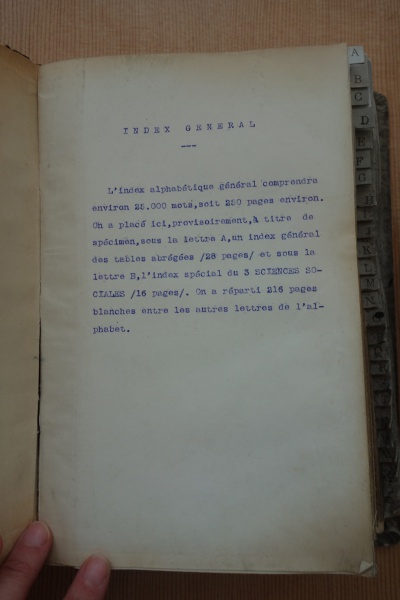 INDEX GENERAL
L'index alphabétique général comprendra
environ 25.000 mots,soit 250 pages environ.
On a placé ici,provisoirement,à titre de
spécimen,sous la lettre A,un index général
des tables abrégées /28 pages/ et sous la
lettre B,l'index spécial du 3 SCIENCES SO-
CIALES /16 pages/. On a réparti 216 pages
blanches entre les autres lettres de l'al-
phabet.
A
B
C
D
E
F
G
H
I
K
L
M
N